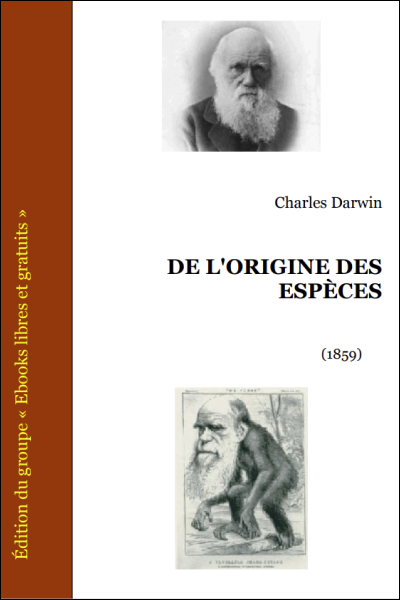 Charles Darwin
DE L'ORIGINE DES
ESPÈCES
(1859)
Édition du groupe « Ebooks libres et gratuits »